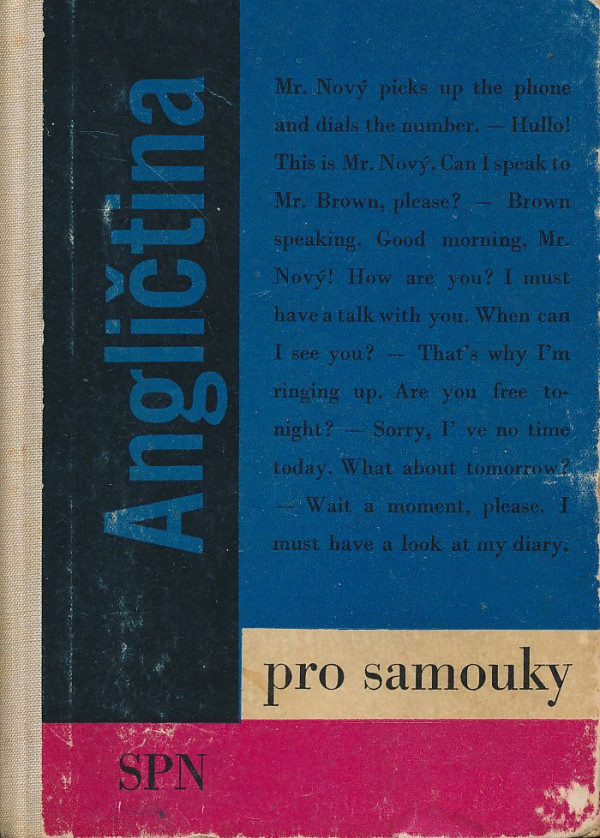 Angličtina
Mr. Nový picks up the phone
and dials the number. — Hullo!
This is Mr. Nový. Can I speak to
Mr. Brown, please? — Brown
speaking. Good morning, Mr.
Nový! How are you? I must
have a talk with you. When can
I see you? — That's why I'm
ringing up. Are you free to-
night? — Sorry, I' ve no time
today. What about tomorrow?
— Wait a moment, please. I
must have a look at my diary.
pro samouky
SPN